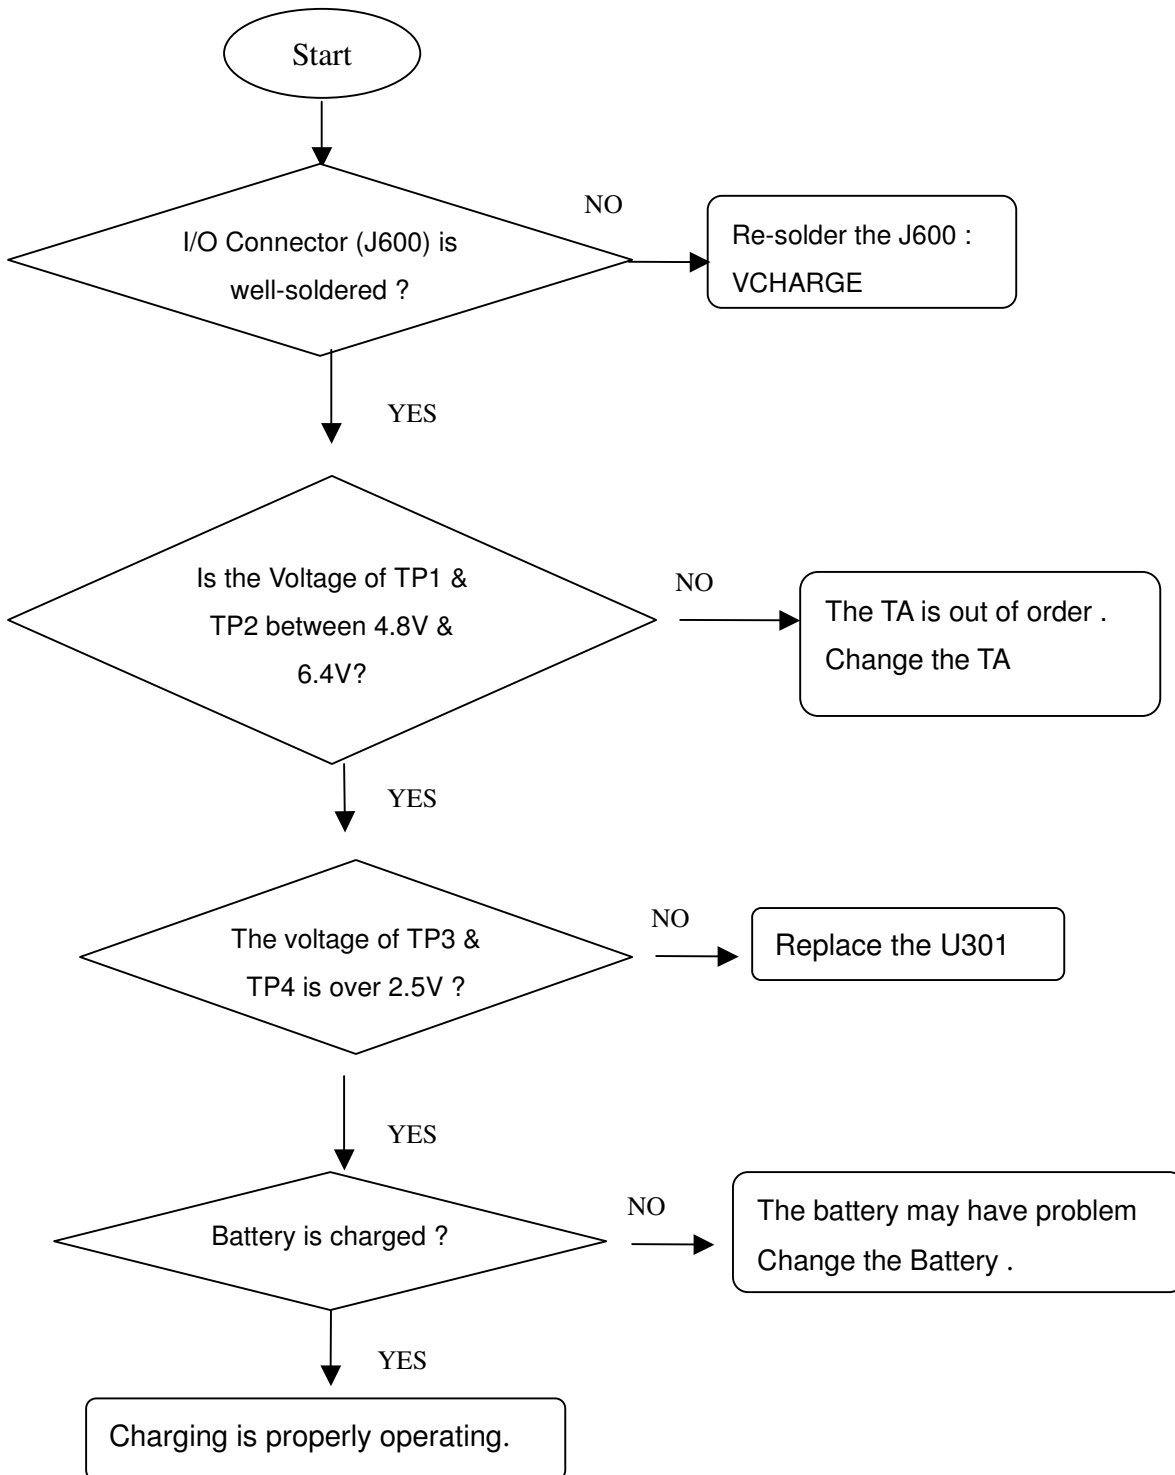 Start
I/O Connector (J600) is
well-soldered ?
NO
Re-solder the J600 :
VCHARGE
YES
Is the Voltage of TP1 &
TP2 between 4.8V &
6.4V?
NO
The TA is out of order .
Change the TA
YES
The voltage of TP3 &
TP4 is over 2.5V ?
NO
Replace the U301
YES
Battery is charged ?
NO
The battery may have problem
Change the Battery .
YES
Charging is properly operating.